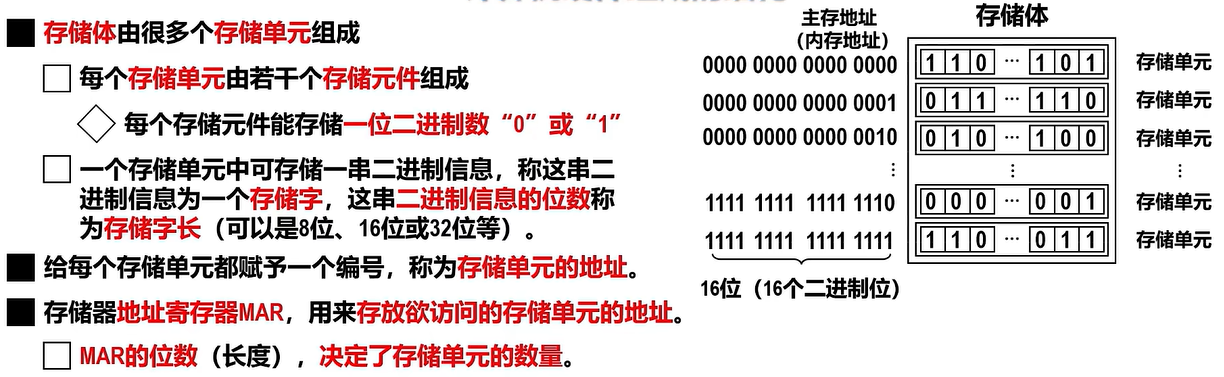 存储体由很多个存储单元组成
每个存储单元由若干个存储元件组成
每个存储元件能存储一位二进制数“0”或“1”
一个存储单元中可存储一串二进制信息，称这串二
进制信息为一个存储字，这串二进制信息的位数称
为存储字长（可以是8位、16位或32位等）。
给每个存储单元都赋予一个编号，称为存储单元的地址。
存储器地址寄存器MAR，用来存放欲访问的存储单元的地址。
MAR的位数（长度），决定了存储单元的数量。
主存地址
（内存地址）
存储体
0000 0000 0000 0000 1 1 0 … 1 0 1 存储单元
0000 0000 0000 0001 0 1 1 … 1 1 0 存储单元
0000 0000 0000 0010 0 1 0 … 1 0 0 存储单元
⋮ ⋮ ⋮
1111 1111 1111 1110 0 0 0 … 0 0 1 存储单元
1111 1111 1111 1111 1 1 0 … 0 1 1 存储单元
16位（16个二进制位）